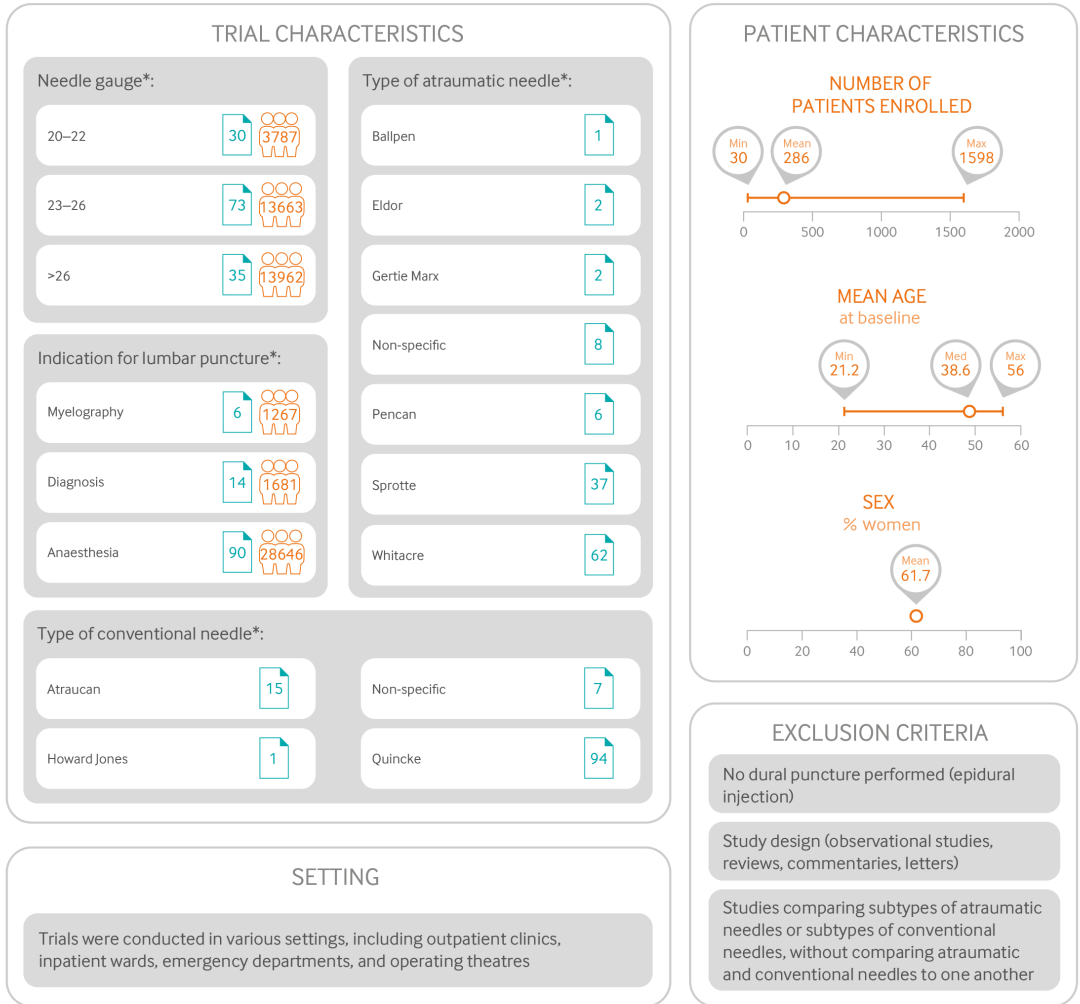 TRIAL CHARACTERISTICS
Needle gauge*:
20–22
30
3787
23–26
73
13663
>26
35
13962
Indication for lumbar puncture*:
Myelography
6
1267
Diagnosis
14
1681
Anaesthesia
90
28646
Type of atraumatic needle*:
Ballpen
1
Eldor
2
Gertie Marx
2
Non-specific
8
Pencan
6
Sprotte
37
Whitacre
62
Type of conventional needle*:
Atraucan
15
Non-specific
7
Howard Jones
1
Quincke
94
SETTING
Trials were conducted in various settings, including outpatient clinics,
inpatient wards, emergency departments, and operating theatres
PATIENT CHARACTERISTICS
NUMBER OF
PATIENTS ENROLLED
Min
30
Mean
286
Max
1598
0 500 1000 1500 2000
MEAN AGE
at baseline
Min
21.2
Med
38.6
Max
56
0 10 20 30 40 50 60
SEX
% women
Mean
61.7
0 20 40 60 80 100
EXCLUSION CRITERIA
No dural puncture performed (epidural
injection)
Study design (observational studies,
reviews, commentaries, letters)
Studies comparing subtypes of atraumatic
needles or subtypes of conventional
needles, without comparing atraumatic
and conventional needles to one another